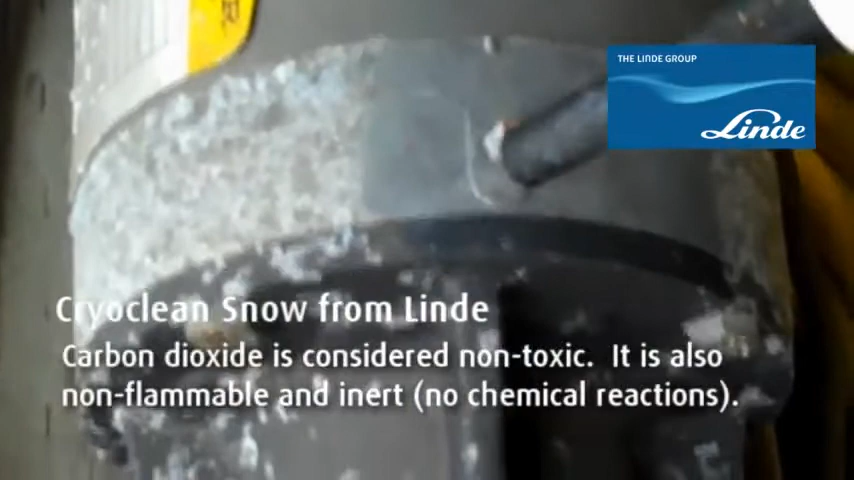 THE LINDE GROUP
Linde
Cryoclean Snow from Linde
Carbon dioxide is considered non-toxic. It is also
non-flammable and inert (no chemical reactions).